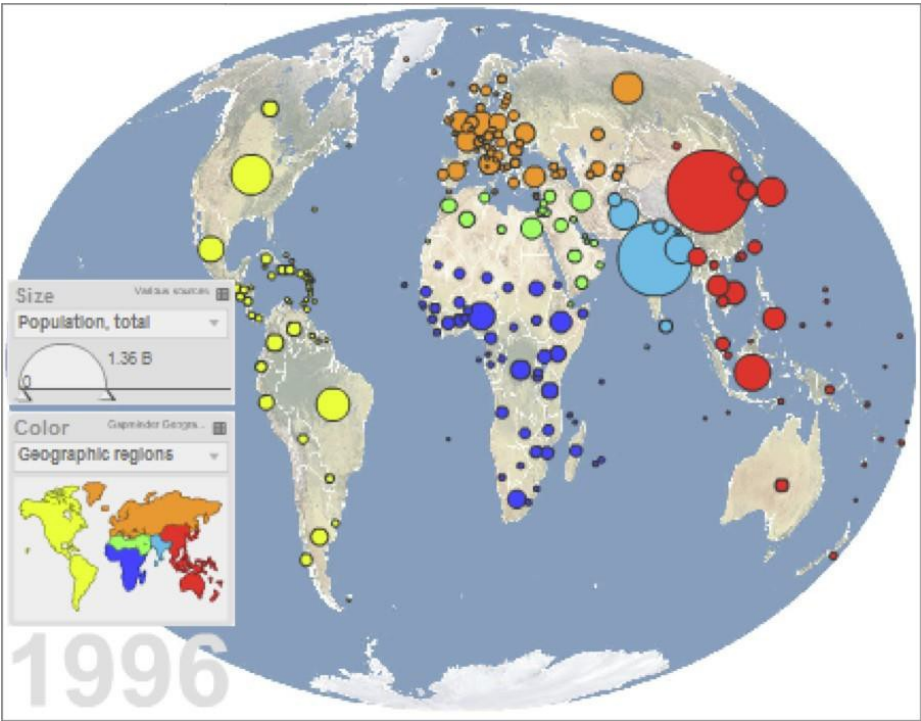 Size
Various sources
Population, total
1.36 B
0
Color
Gapminder Geogra...
Geographic regions
1996